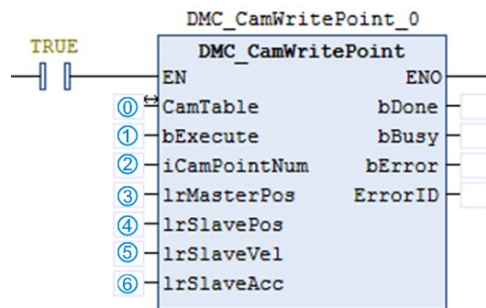 DMC_CamWritePoint_0
TRUE
DMC_CamWritePoint
EN ENO
⓪ CamTable bDone
① bExecute bBusy
② iCamPointNum bError
③ lrMasterPos ErrorID
④ lrSlavePos
⑤ lrSlaveVel
⑥ lrSlaveAcc